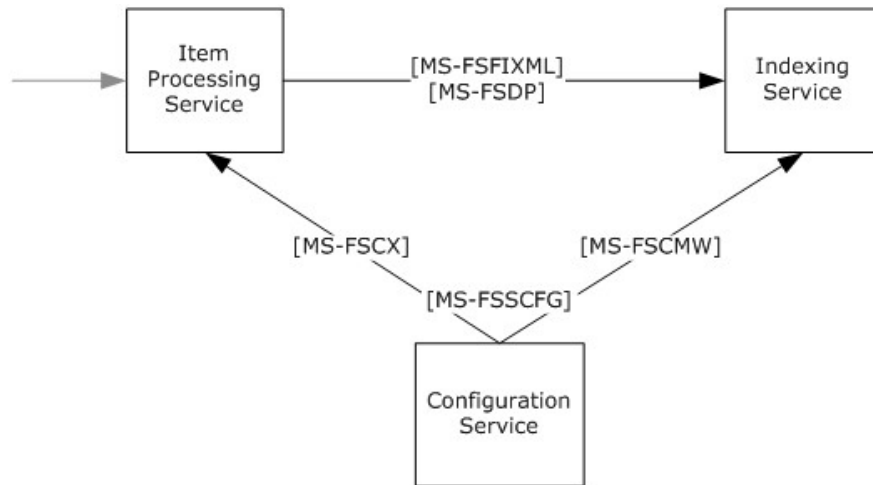 Item
Processing
Service
[MS-FSFIXML]
[MS-FSDP]
Indexing
Service
[MS-FSCX]
[MS-FSCMW]
[MS-FSSCFG]
Configuration
Service